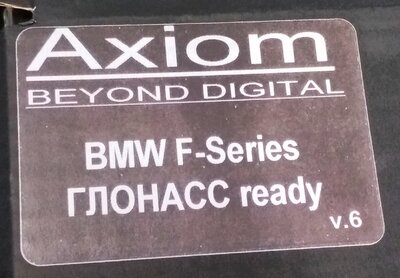 Axiom
BEYOND DIGITAL
BMW F-Series
ГЛОНАСС ready
v.6